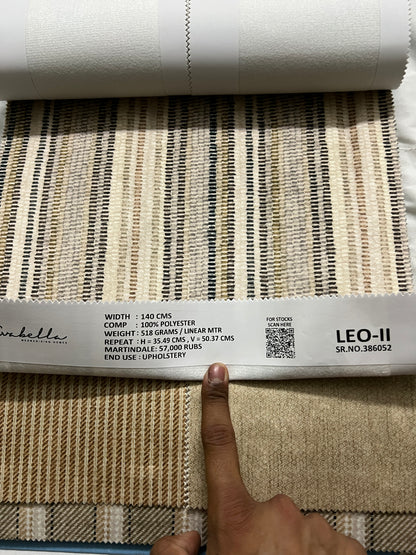 WIDTH : 140 CMS
COMP : 100% POLYESTER
WEIGHT : 518 GRAMS / LINEAR MTR
REPEAT : H = 35.49 CMS , V = 50.37 CMS
MARTINDALE: 57,000 RUBS
END USE : UPHOLSTERY
FOR STOCKS
SCAN HERE
LEO-II
SR.NO.386052